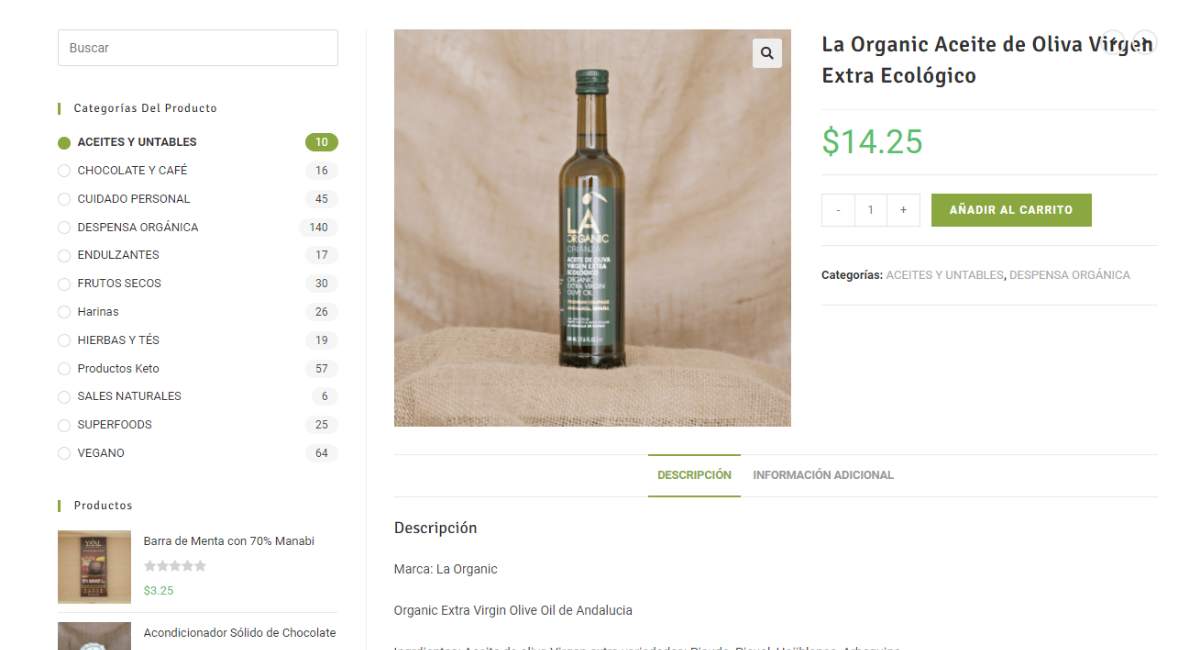 Buscar
Categorías Del Producto
ACEITES Y UNTABLES 10
CHOCOLATE Y CAFÉ 16
CUIDADO PERSONAL 45
DESPENSA ORGÁNICA 140
ENDULZANTES 17
FRUTOS SECOS 30
Harinas 26
HIERBAS Y TÉS 19
Productos Keto 57
SALES NATURALES 6
SUPERFOODS 25
VEGANO 64
Productos
Barra de Menta con 70% Manabi
$3.25
Acondicionador Sólido de Chocolate
LA
ORGANIC
CRIANZA
ACEITE DE OLIVA
VIRGEN EXTRA
ECOLÓGICO
ORGANIC
EXTRA VIRGIN
OLIVE OIL
La Organic Aceite de Oliva Virgen
Extra Ecológico
$14.25
- 1 + AÑADIR AL CARRITO
Categorías: ACEITES Y UNTABLES, DESPENSA ORGÁNICA
DESCRIPCIÓN INFORMACIÓN ADICIONAL
Descripción
Marca: La Organic
Organic Extra Virgin Olive Oil de Andalucia